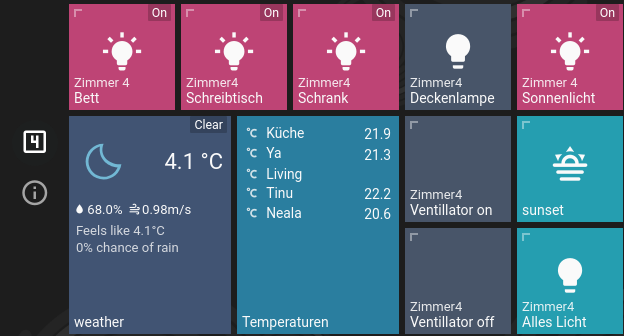 On
Zimmer 4
Bett
On
Zimmer4
Schreibtisch
On
Zimmer4
Schrank
Zimmer4
Deckenlampe
On
Zimmer4
Sonnenlicht
4
Clear
4.1 °C
68.0% 0.98m/s
Feels like 4.1°C
0% chance of rain
weather
°C Küche 21.9
°C Ya 21.3
°C Living
°C Tinu 22.2
°C Neala 20.6
Temperaturen
Zimmer4
Ventillator on
sunset
Zimmer4
Ventillator off
Zimmer4
Alles Licht